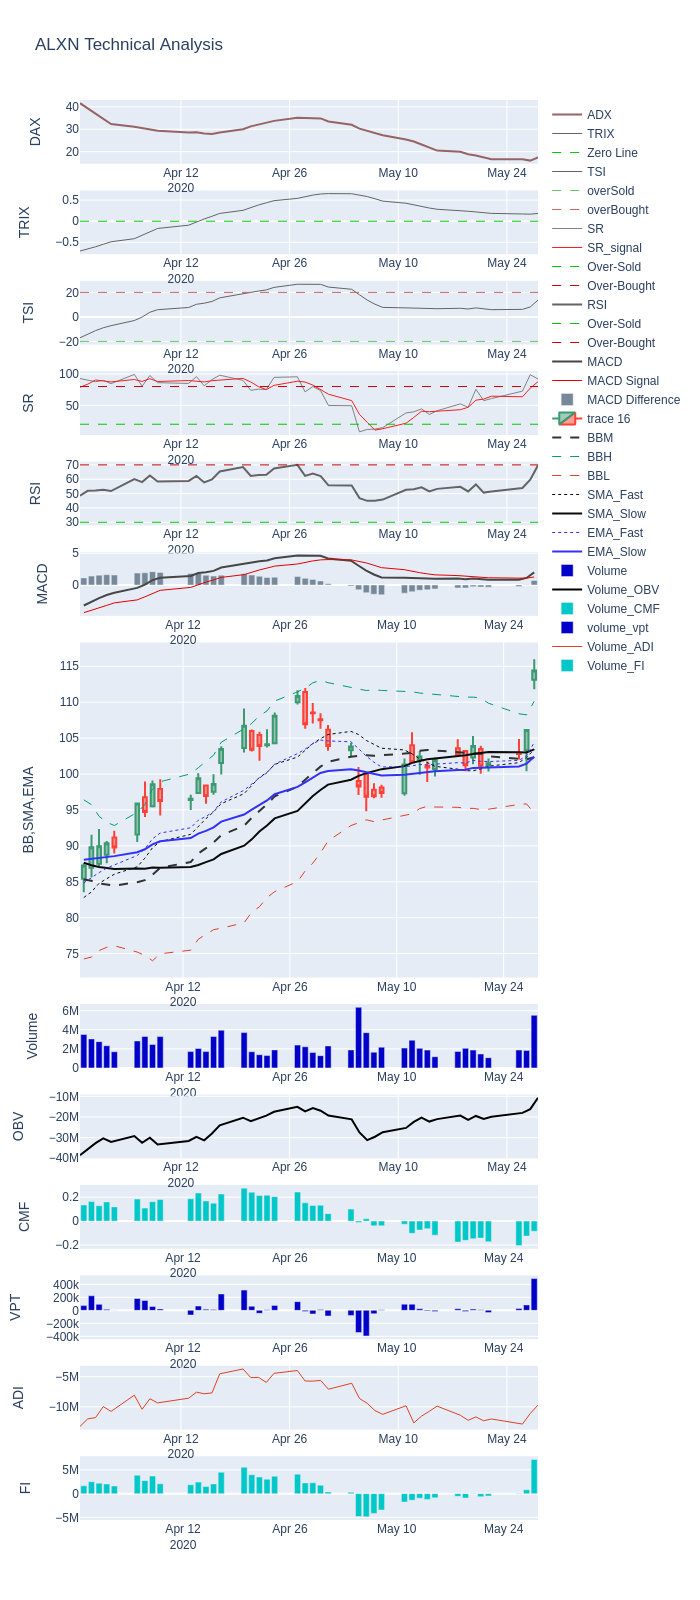 ALXN Technical Analysis
DAX
40
30
20
Apr 12
2020
Apr 26
May 10
May 24
TRIX
0.5
0
−0.5
Apr 12
2020
Apr 26
May 10
May 24
TSI
20
0
−20
Apr 12
2020
Apr 26
May 10
May 24
SR
100
50
Apr 12
2020
Apr 26
May 10
May 24
RSI
70
60
50
40
30
Apr 12
2020
Apr 26
May 10
May 24
MACD
5
0
Apr 12
2020
Apr 26
May 10
May 24
BB,SMA,EMA
115
110
105
100
95
90
85
80
75
Apr 12
2020
Apr 26
May 10
May 24
Volume
6M
4M
2M
0
Apr 12
2020
Apr 26
May 10
May 24
OBV
−10M
−20M
−30M
−40M
Apr 12
2020
Apr 26
May 10
May 24
CMF
0.2
0
−0.2
Apr 12
2020
Apr 26
May 10
May 24
VPT
400k
200k
0
−200k
−400k
Apr 12
2020
Apr 26
May 10
May 24
ADI
−5M
−10M
Apr 12
2020
Apr 26
May 10
May 24
FI
5M
0
−5M
Apr 12
2020
Apr 26
May 10
May 24
ADX
TRIX
Zero Line
TSI
overSold
overBought
SR
SR_signal
Over-Sold
Over-Bought
RSI
Over-Sold
Over-Bought
MACD
MACD Signal
MACD Difference
trace 16
BBM
BBH
BBL
SMA_Fast
SMA_Slow
EMA_Fast
EMA_Slow
Volume
Volume_OBV
Volume_CMF
volume_vpt
Volume_ADI
Volume_FI